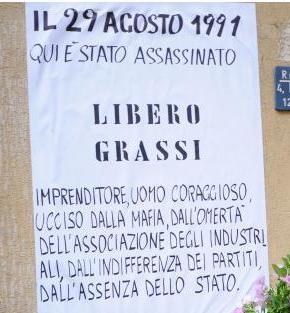 IL 29 AGOSTO 1991
QUI È STATO ASSASSINATO
LIBERO
GRASSI
IMPRENDITORE, UOMO CORAGGIOSO,
UCCISO DALLA MAFIA, DALL'OMERTÀ
DELL'ASSOCIAZIONE DEGLI INDUSTRI_
ALI, DALL'INDIFFERENZA DEI PARTITI,
DALL'ASSENZA DELLO STATO.